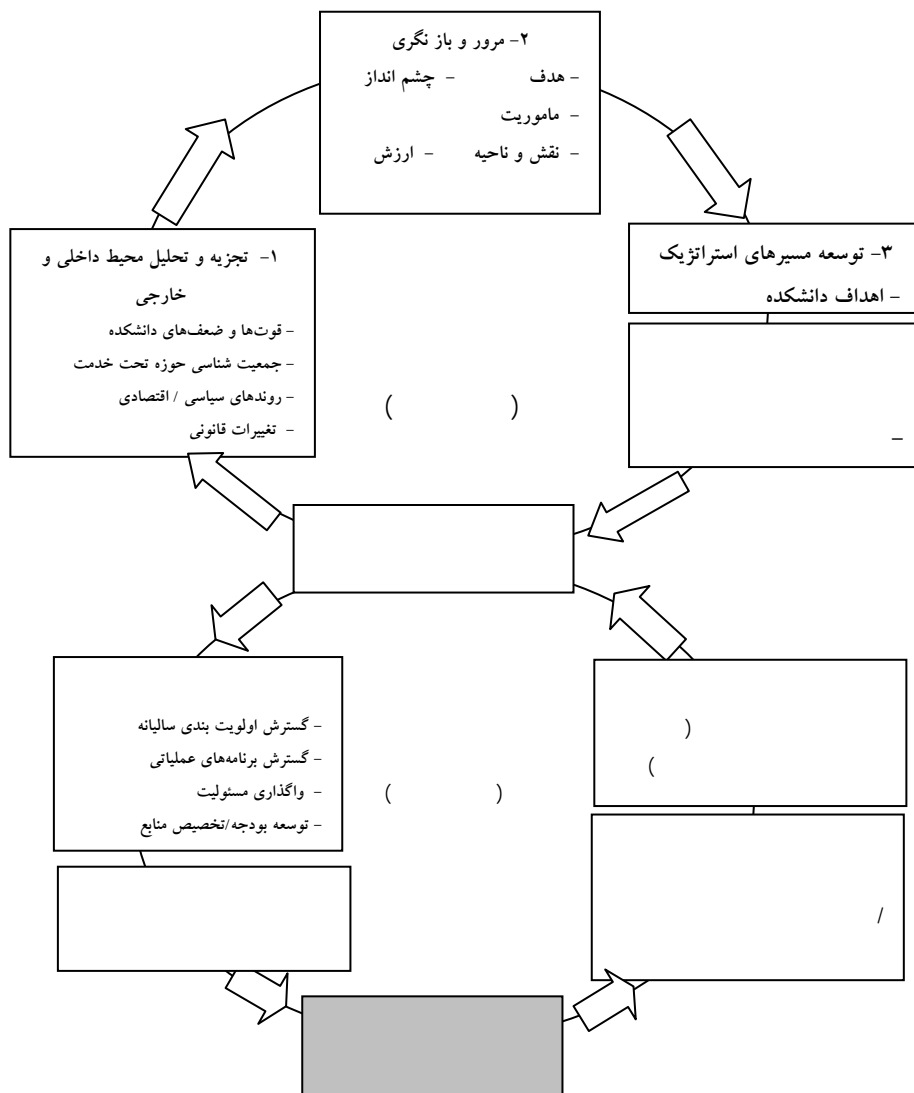 ۲- مرور و باز نگری
- هدف - چشم انداز
- ماموریت
- نقش و ناحیه - ارزش
۳- توسعه مسیرهای استراتژیک
- اهداف دانشکده
۱- تجزیه و تحلیل محیط داخلی و
خارجی
- قوت‌ها و ضعف‌های دانشکده
- جمعیت شناسی حوزه تحت خدمت
- روندهای سیاسی / اقتصادی
- تغییرات قانونی
( )
-
- گسترش اولویت بندی سالیانه
- گسترش برنامه‌های عملیاتی
- واگذاری مسئولیت
- توسعه بودجه/تخصیص منابع
( )
(
)
/